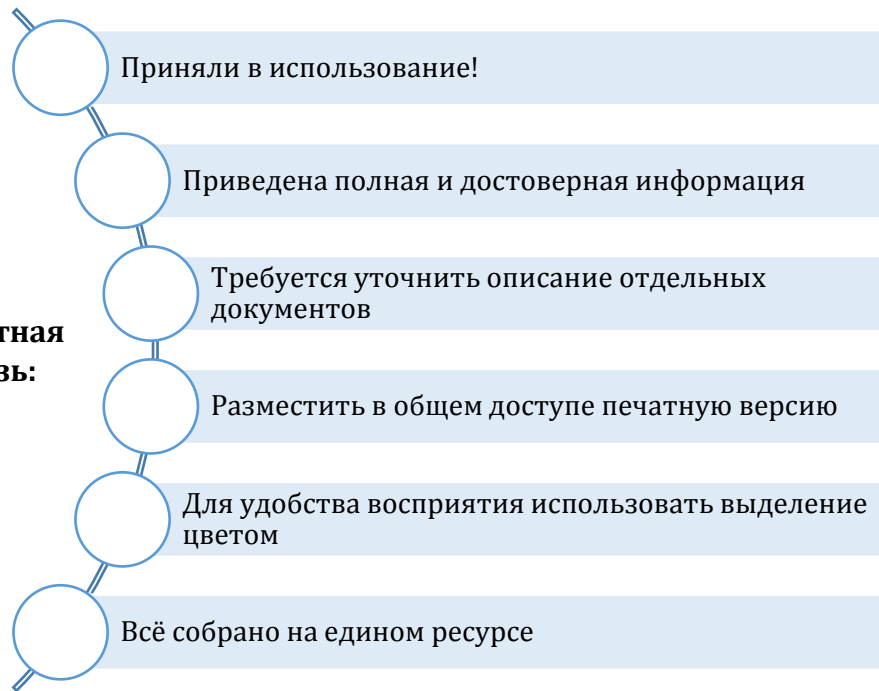 Приняли в использование!
Приведена полная и достоверная информация
Требуется уточнить описание отдельных
документов
Разместить в общем доступе печатную версию
Для удобства восприятия использовать выделение
цветом
Всё собрано на едином ресурсе